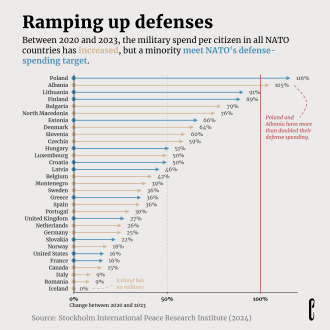 Ramping up defenses
Between 2020 and 2023, the military spend per citizen in all NATO
countries has increased, but a minority meet NATO's defense-
spending target.
Poland 116%
Albania 105%
Lithuania 91%
Finland 89%
Bulgaria 79%
North Macedonia 76%
Estonia 66%
Denmark 64%
Slovenia 60%
Czechia 59%
Hungary 51%
Luxembourg 50%
Croatia 50%
Latvia 46%
Belgium 42%
Montenegro 39%
Sweden 36%
Greece 36%
Spain 36%
Portugal 30%
United Kingdom 27%
Netherlands 26%
Germany 25%
Slovakia 22%
Norway 18%
United States 16%
France 16%
Canada 15%
Italy 9%
Romania 9%
Iceland 0%
Poland and
Albania have more
than doubled their
defense spending.
Iceland has
no military
0% 50% 100%
Change between 2020 and 2023
Source: Stockholm International Peace Research Institute (2024)